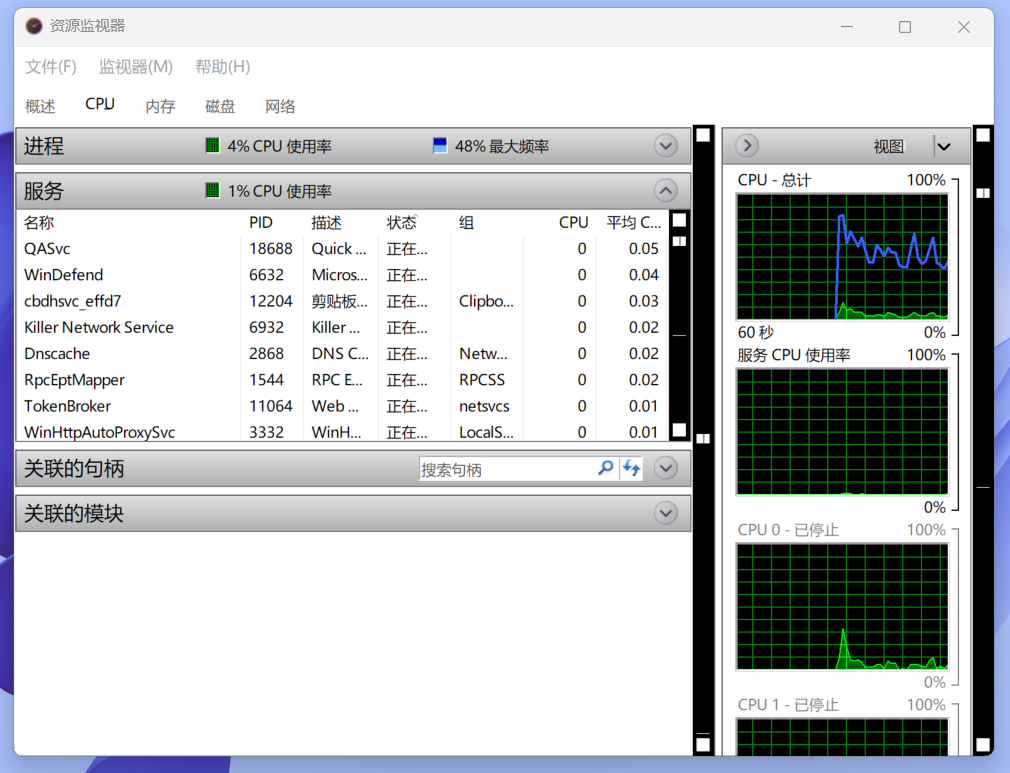 资源监视器
文件(F) 监视器(M) 帮助(H)
概述 CPU 内存 磁盘 网络
进程 4% CPU 使用率 48% 最大频率
服务 1% CPU 使用率
名称 PID 描述 状态 组 CPU 平均 C...
QASvc 18688 Quick ... 正在... 0 0.05
WinDefend 6632 Micros... 正在... 0 0.04
cbdhsvc_effd7 12204 剪贴板... 正在... Clipbo... 0 0.03
Killer Network Service 6932 Killer ... 正在... 0 0.02
Dnscache 2868 DNS C... 正在... Netw... 0 0.02
RpcEptMapper 1544 RPC E... 正在... RPCSS 0 0.02
TokenBroker 11064 Web ... 正在... netsvcs 0 0.01
WinHttpAutoProxySvc 3332 WinH... 正在... LocalS... 0 0.01
关联的句柄 搜索句柄
关联的模块
视图
CPU - 总计 100%
60 秒 0%
服务 CPU 使用率 100%
0%
CPU 0 - 已停止 100%
0%
CPU 1 - 已停止 100%